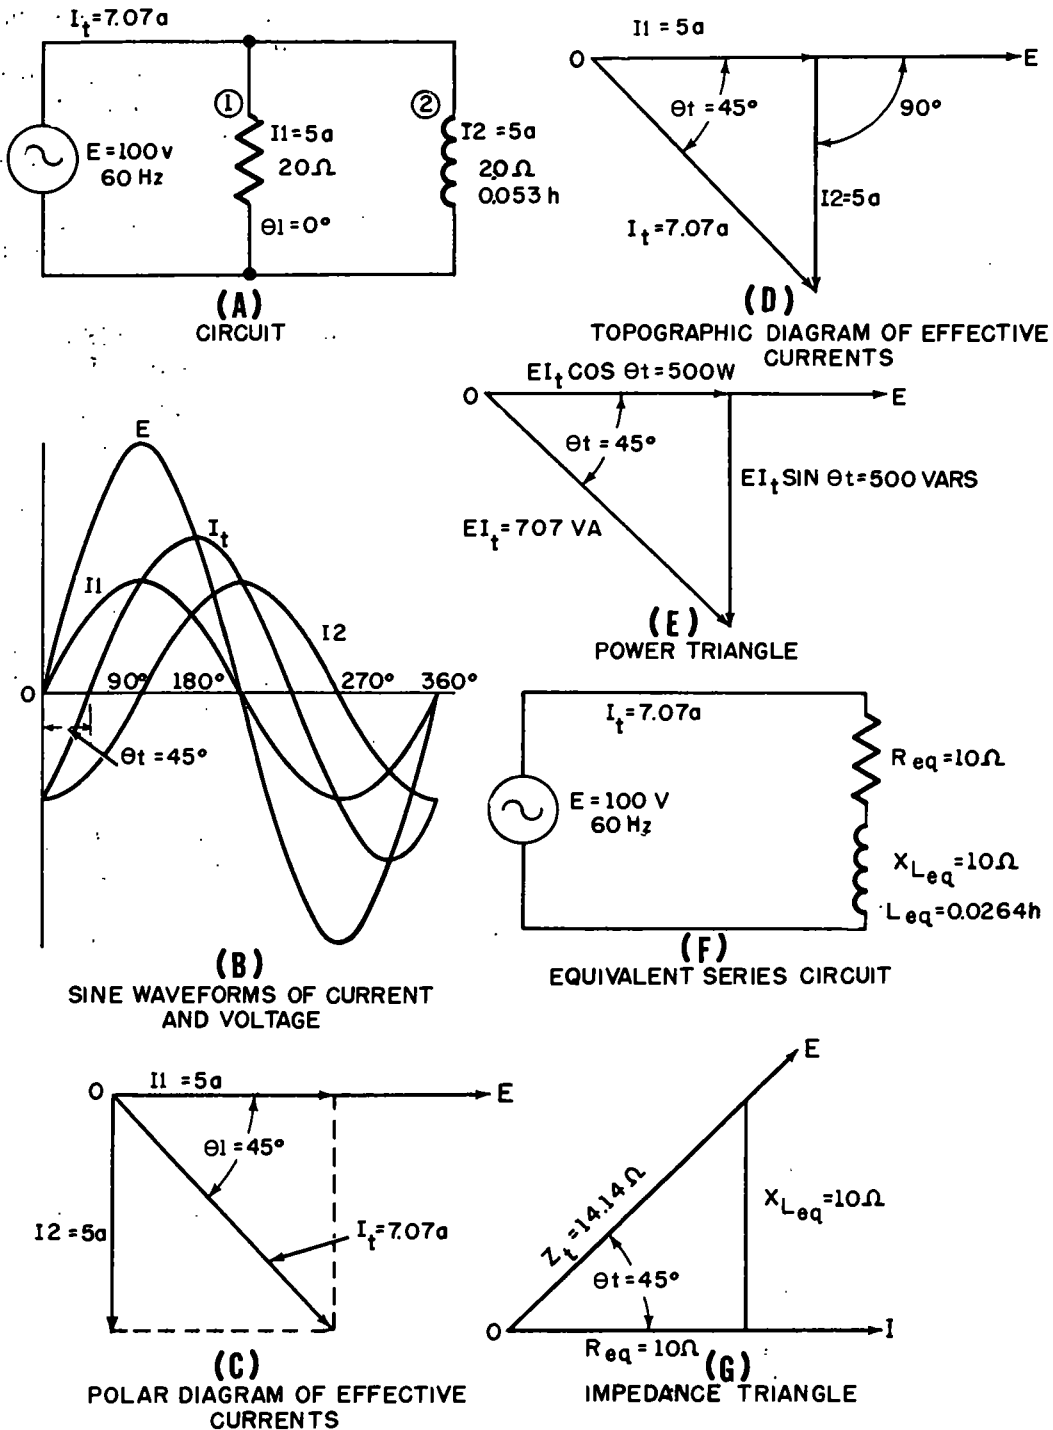 It=7.07a
①
I1=5a
20Ω
θ1=0°
②
I2=5a
20Ω
0.053h
E=100v
60 Hz
(A)
CIRCUIT
I1=5a
O
E
θt=45°
90°
I2=5a
It=7.07a
(D)
TOPOGRAPHIC DIAGRAM OF EFFECTIVE
CURRENTS
EIt COS θt=500W
O
E
θt=45°
EIt SIN θt=500 VARS
EIt=707 VA
(E)
POWER TRIANGLE
E
It
I1
I2
O
90°
180°
270°
360°
θt=45°
(B)
SINE WAVEFORMS OF CURRENT
AND VOLTAGE
It=7.07a
Req=10Ω
E=100 V
60 Hz
XLeq=10Ω
Leq=0.0264h
(F)
EQUIVALENT SERIES CIRCUIT
O
I1=5a
E
θ1=45°
I2=5a
It=7.07a
(C)
POLAR DIAGRAM OF EFFECTIVE
CURRENTS
E
Zt=14.14Ω
XLeq=10Ω
θt=45°
O
I
Req=10Ω
(G)
IMPEDANCE TRIANGLE